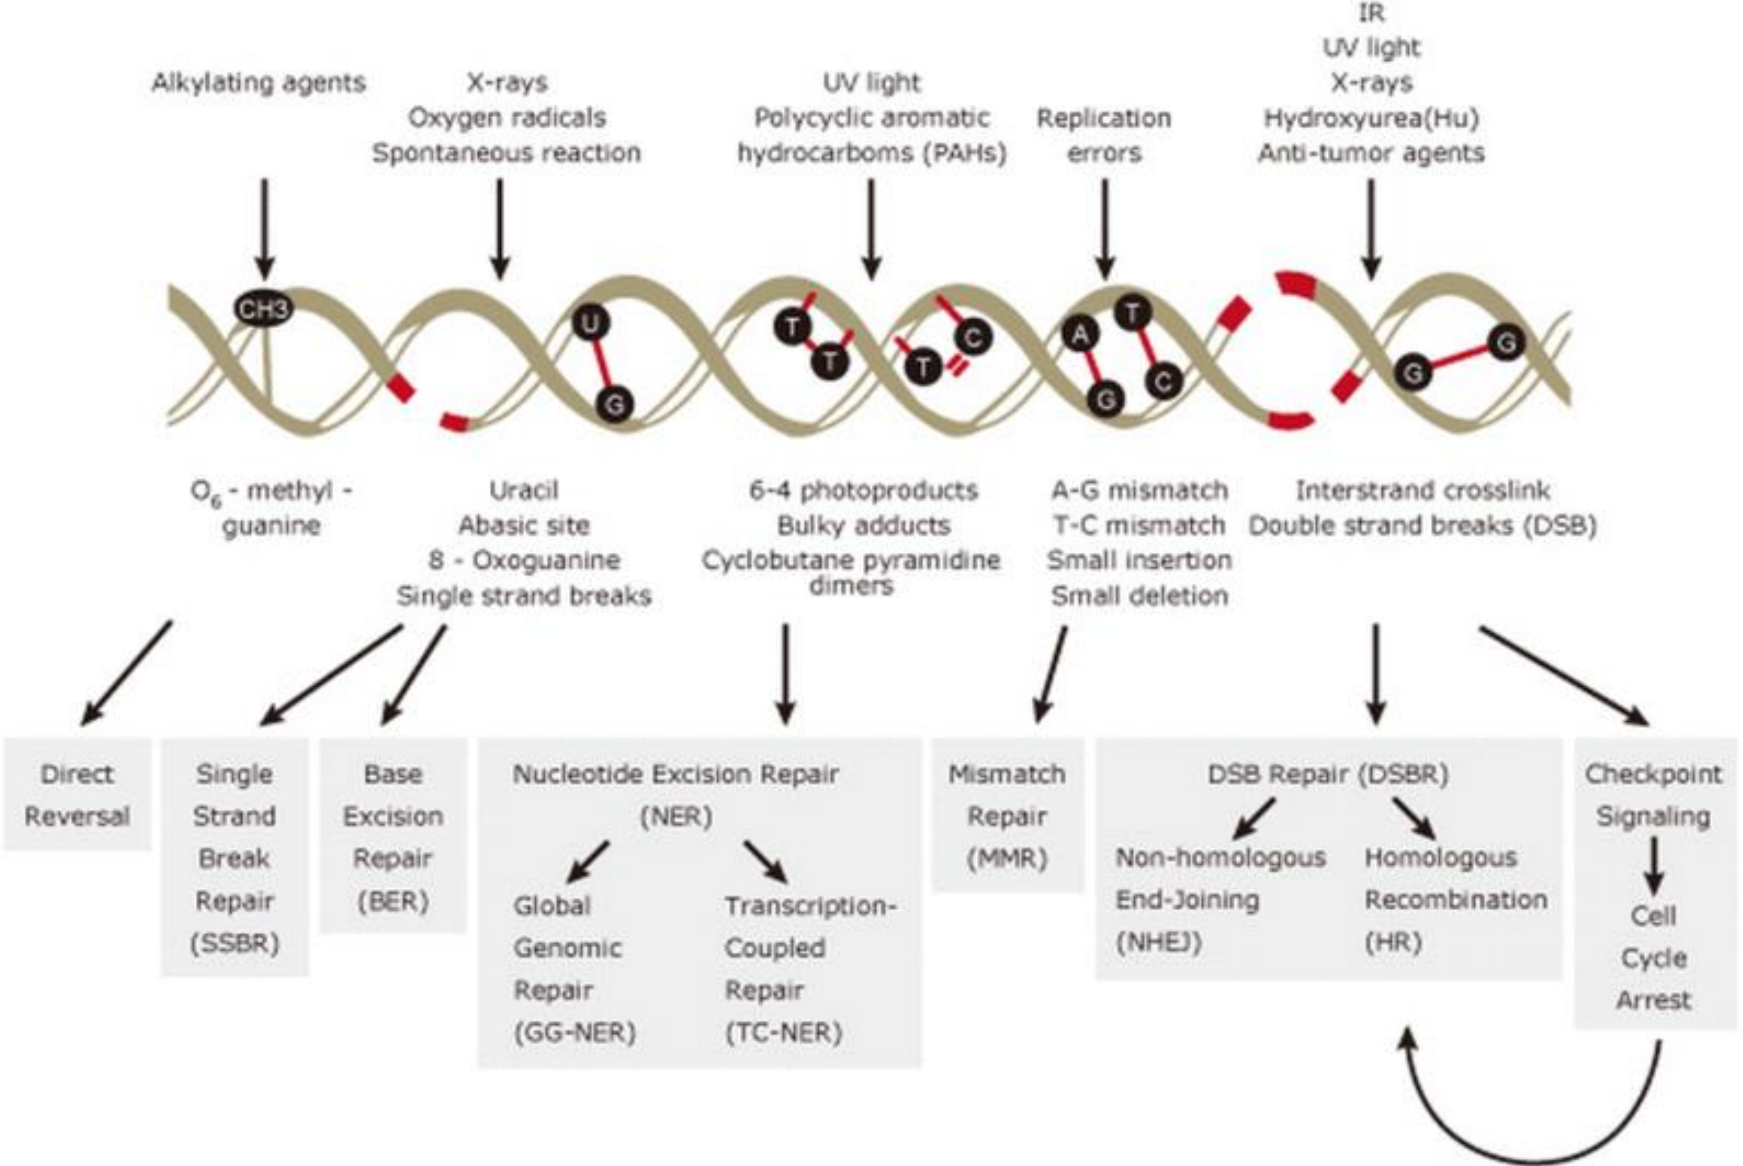 Alkylating agents
X-rays
Oxygen radicals
Spontaneous reaction
UV light
Polycyclic aromatic
hydrocarboms (PAHs)
Replication
errors
IR
UV light
X-rays
Hydroxyurea(Hu)
Anti-tumor agents
CH3
U
G
T
T
T
C
A
G
T
C
G
G
O6 - methyl -
guanine
Uracil
Abasic site
8 - Oxoguanine
Single strand breaks
6-4 photoproducts
Bulky adducts
Cyclobutane pyramidine
dimers
A-G mismatch
T-C mismatch
Small insertion
Small deletion
Interstrand crosslink
Double strand breaks (DSB)
Direct
Reversal
Single
Strand
Break
Repair
(SSBR)
Base
Excision
Repair
(BER)
Nucleotide Excision Repair
(NER)
Global
Genomic
Repair
(GG-NER)
Transcription-
Coupled
Repair
(TC-NER)
Mismatch
Repair
(MMR)
DSB Repair (DSBR)
Non-homologous
End-Joining
(NHEJ)
Homologous
Recombination
(HR)
Checkpoint
Signaling
Cell
Cycle
Arrest